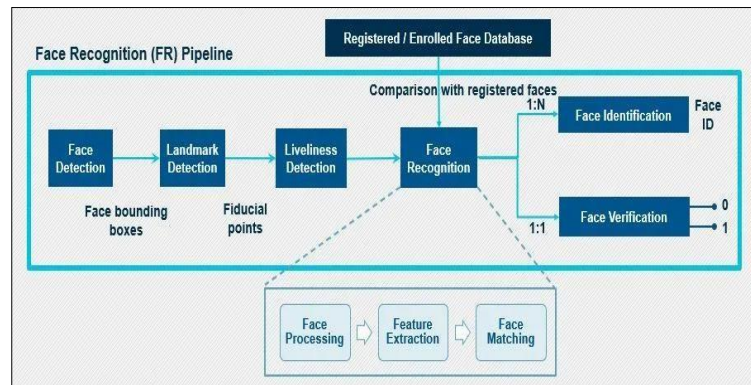 Registered / Enrolled Face Database
Face Recognition (FR) Pipeline
Comparison with registered faces
1:N
Face Identification
Face
ID
Face
Detection
Landmark
Detection
Liveliness
Detection
Face
Recognition
Face bounding
boxes
Fiducial
points
1:1
Face Verification
0
1
Face
Processing
Feature
Extraction
Face
Matching